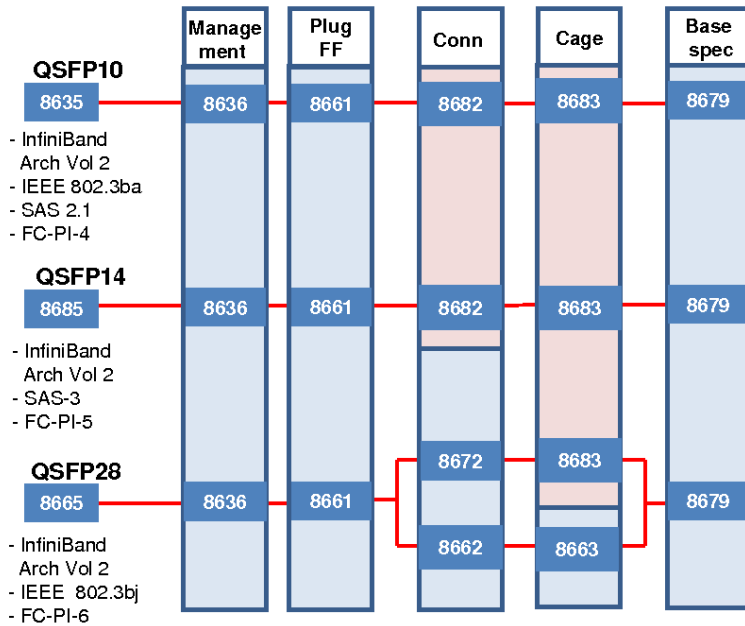 Manage
ment
Plug
FF
Conn
Cage
Base
spec
QSFP10
8635
8636
8661
8682
8683
8679
- InfiniBand
Arch Vol 2
- IEEE 802.3ba
- SAS 2.1
- FC-PI-4
QSFP14
8685
8636
8661
8682
8683
8679
- InfiniBand
Arch Vol 2
- SAS-3
- FC-PI-5
QSFP28
8665
8636
8661
8672
8683
8662
8663
8679
- InfiniBand
Arch Vol 2
- IEEE 802.3bj
- FC-PI-6